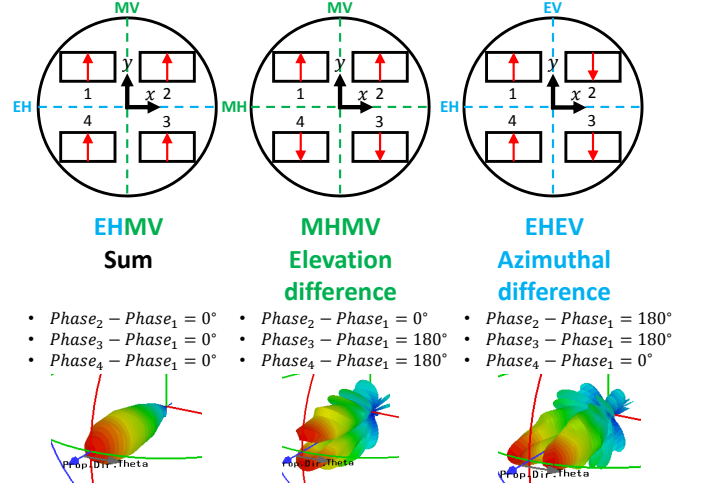 MV MV EV
y y y
x x x
1 2 1 2 1 2
EH MH EH
4 3 4 3 4 3
EHMV MHMV EHEV
Sum Elevation Azimuthal
difference difference
• Phase₂ − Phase₁ = 0° • Phase₂ − Phase₁ = 0° • Phase₂ − Phase₁ = 180°
• Phase₃ − Phase₁ = 0° • Phase₃ − Phase₁ = 180° • Phase₃ − Phase₁ = 180°
• Phase₄ − Phase₁ = 0° • Phase₄ − Phase₁ = 180° • Phase₄ − Phase₁ = 0°
Prop.Dir.Theta rop.Dir.Theta Prop.Dir.Theta